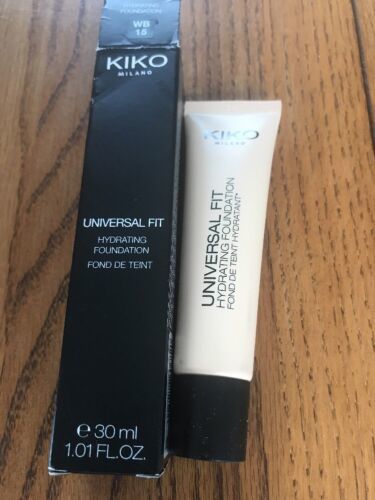 HYDRATING
FOUNDATION
WB
15
KIKO
MILANO
UNIVERSAL FIT
HYDRATING
FOUNDATION
FOND DE TEINT
℮ 30 ml
1.01 FL.OZ.
KIKO
MILANO
UNIVERSAL FIT
HYDRATING FOUNDATION
FOND DE TEINT HYDRATANT*